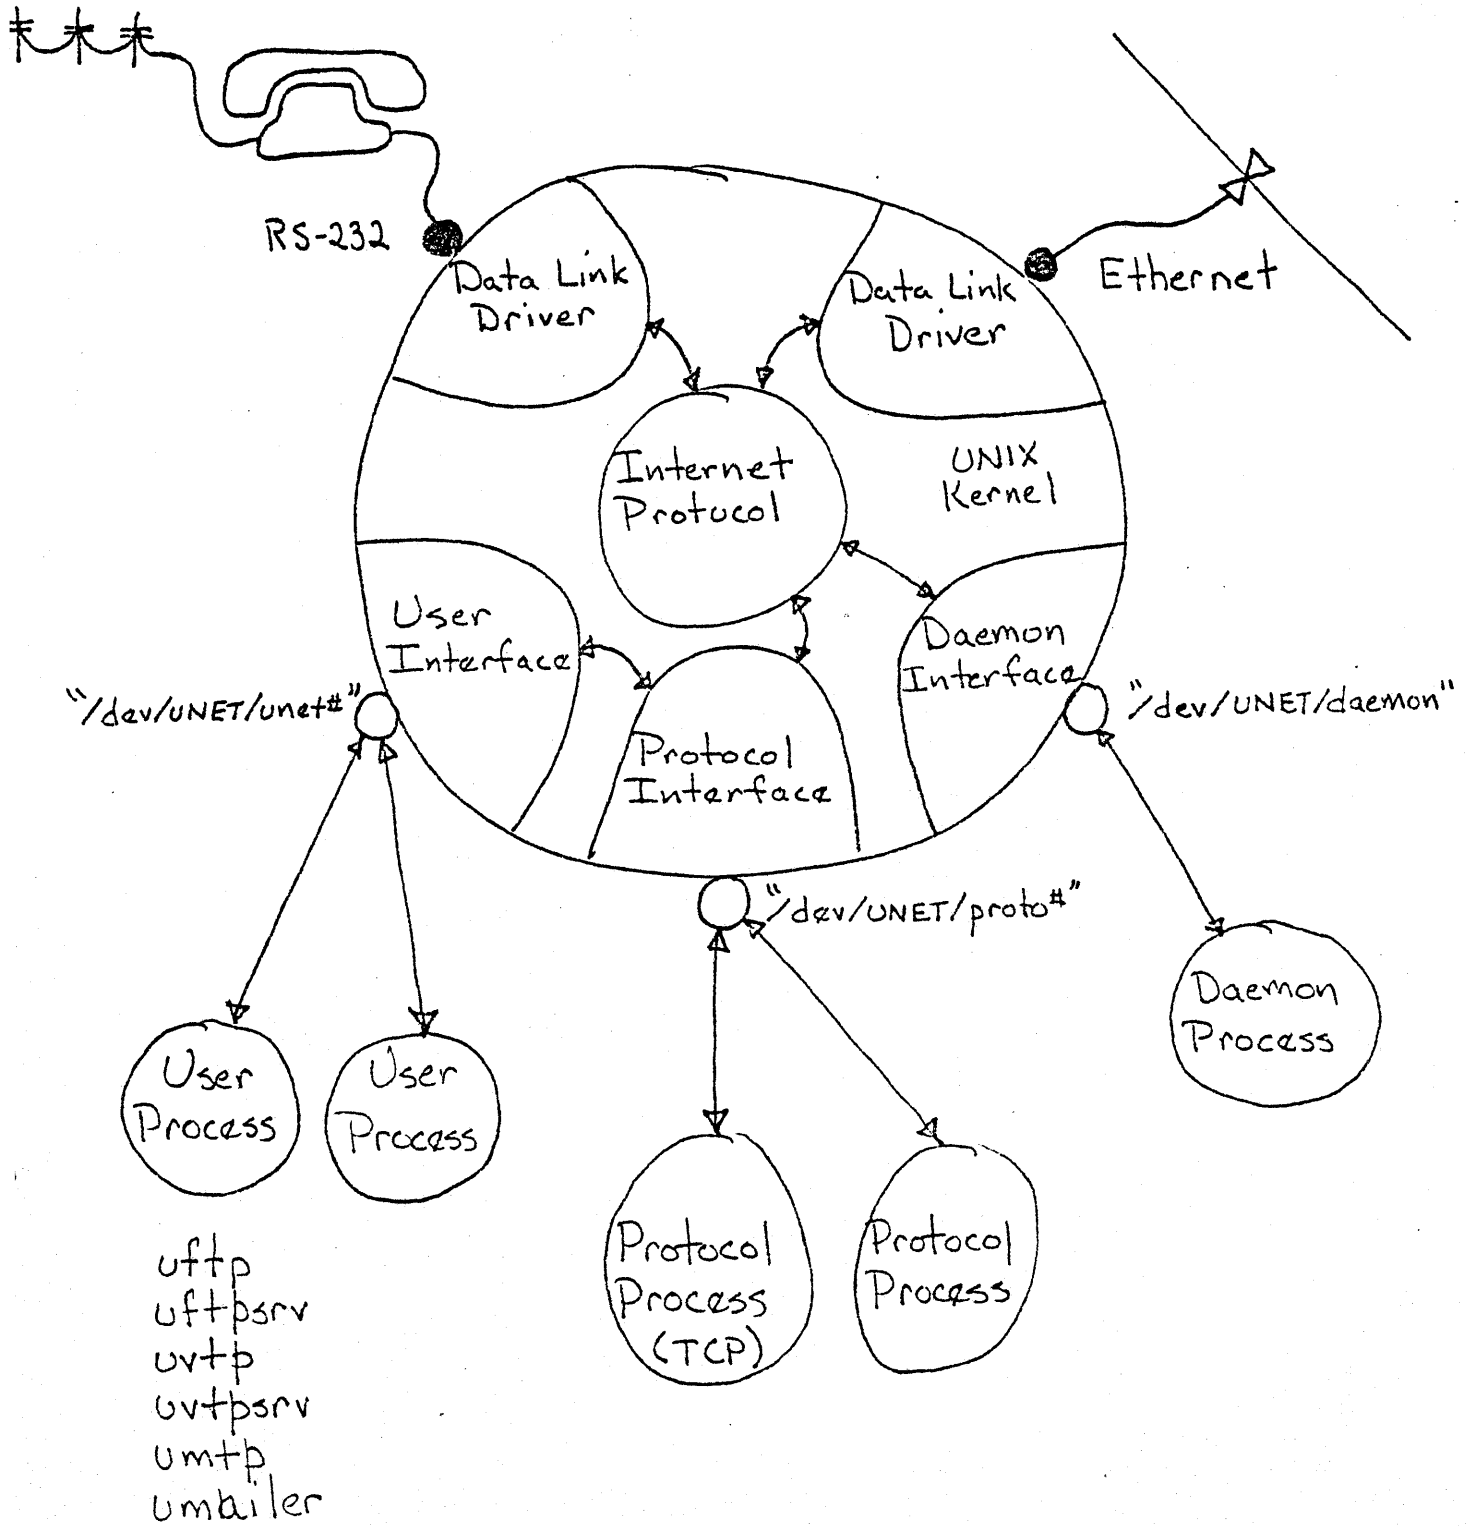 RS-232
Data Link
Driver
Data Link
Driver
Ethernet
Internet
Protocol
UNIX
Kernel
User
Interface
Daemon
Interface
"/dev/UNET/unet#"
"/dev/UNET/daemon"
Protocol
Interface
"/dev/UNET/proto#"
User
Process
User
Process
Daemon
Process
Protocol
Process
(TCP)
Protocol
Process
uftp
uftpsrv
uvtp
uvtpsrv
umtp
umailer